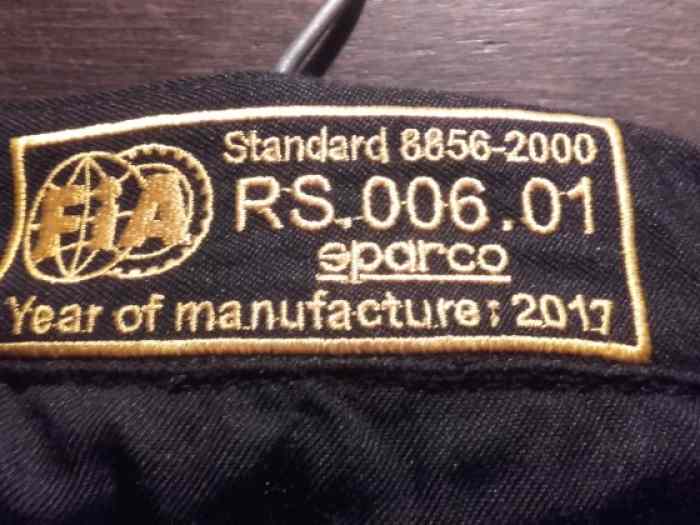 FIA
Standard 8856-2000
RS.006.01
sparco
Year of manufacture: 2017